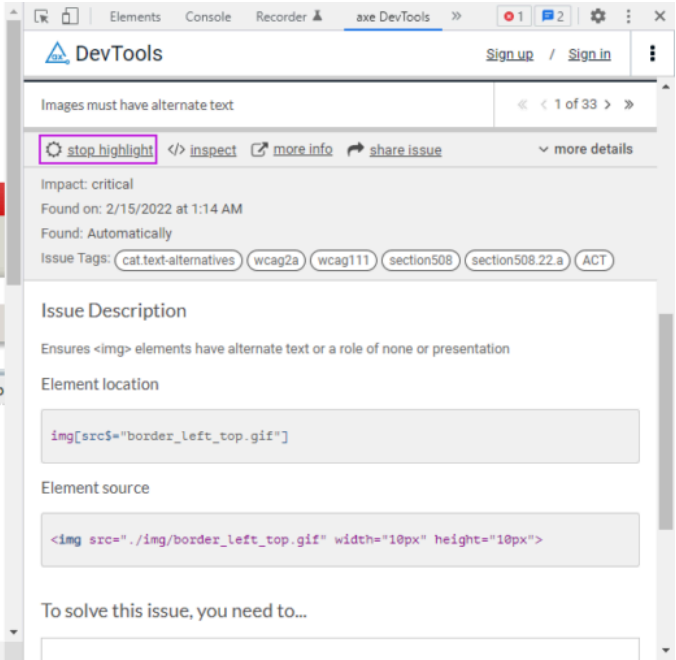 Elements Console Recorder axe DevTools » 1 2
DevTools Sign up / Sign in
Images must have alternate text « < 1 of 33 > »
stop highlight </> inspect more info share issue more details
Impact: critical
Found on: 2/15/2022 at 1:14 AM
Found: Automatically
Issue Tags: cat.text-alternatives wcag2a wcag111 section508 section508.22.a ACT
Issue Description
Ensures <img> elements have alternate text or a role of none or presentation
Element location
img[src$="border_left_top.gif"]
Element source
<img src="./img/border_left_top.gif" width="10px" height="10px">
To solve this issue, you need to...